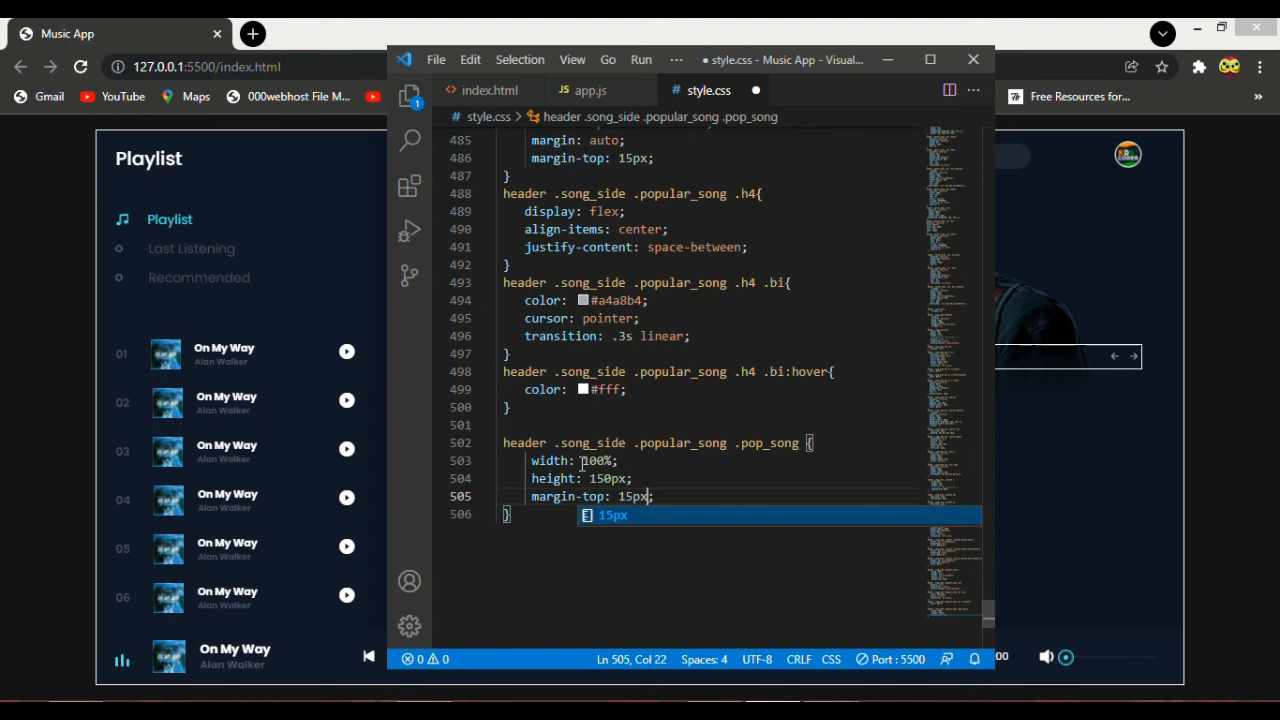 Music App
127.0.0.1:5500/index.html
Gmail
YouTube
Maps
000webhost File M...
Free Resources for...
File Edit Selection View Go Run ··· ● style.css - Music App - Visual...
index.html
app.js
style.css
style.css > header .song_side .popular_song .pop_song
485 margin: auto;
486 margin-top: 15px;
487 }
488 header .song_side .popular_song .h4{
489 display: flex;
490 align-items: center;
491 justify-content: space-between;
492 }
493 header .song_side .popular_song .h4 .bi{
494 color: #a4a8b4;
495 cursor: pointer;
496 transition: .3s linear;
497 }
498 header .song_side .popular_song .h4 .bi:hover{
499 color: #fff;
500 }
501
502 header .song_side .popular_song .pop_song {
503 width: 100%;
504 height: 150px;
505 margin-top: 15px;
506 }
15px
0 0
Ln 505, Col 22
Spaces: 4
UTF-8
CRLF
CSS
Port : 5500
1
Playlist
Playlist
Last Listening
Recommended
01 On My Way
Alan Walker
02 On My Way
Alan Walker
03 On My Way
Alan Walker
04 On My Way
Alan Walker
05 On My Way
Alan Walker
06 On My Way
Alan Walker
On My Way
Alan Walker
KD
CODER